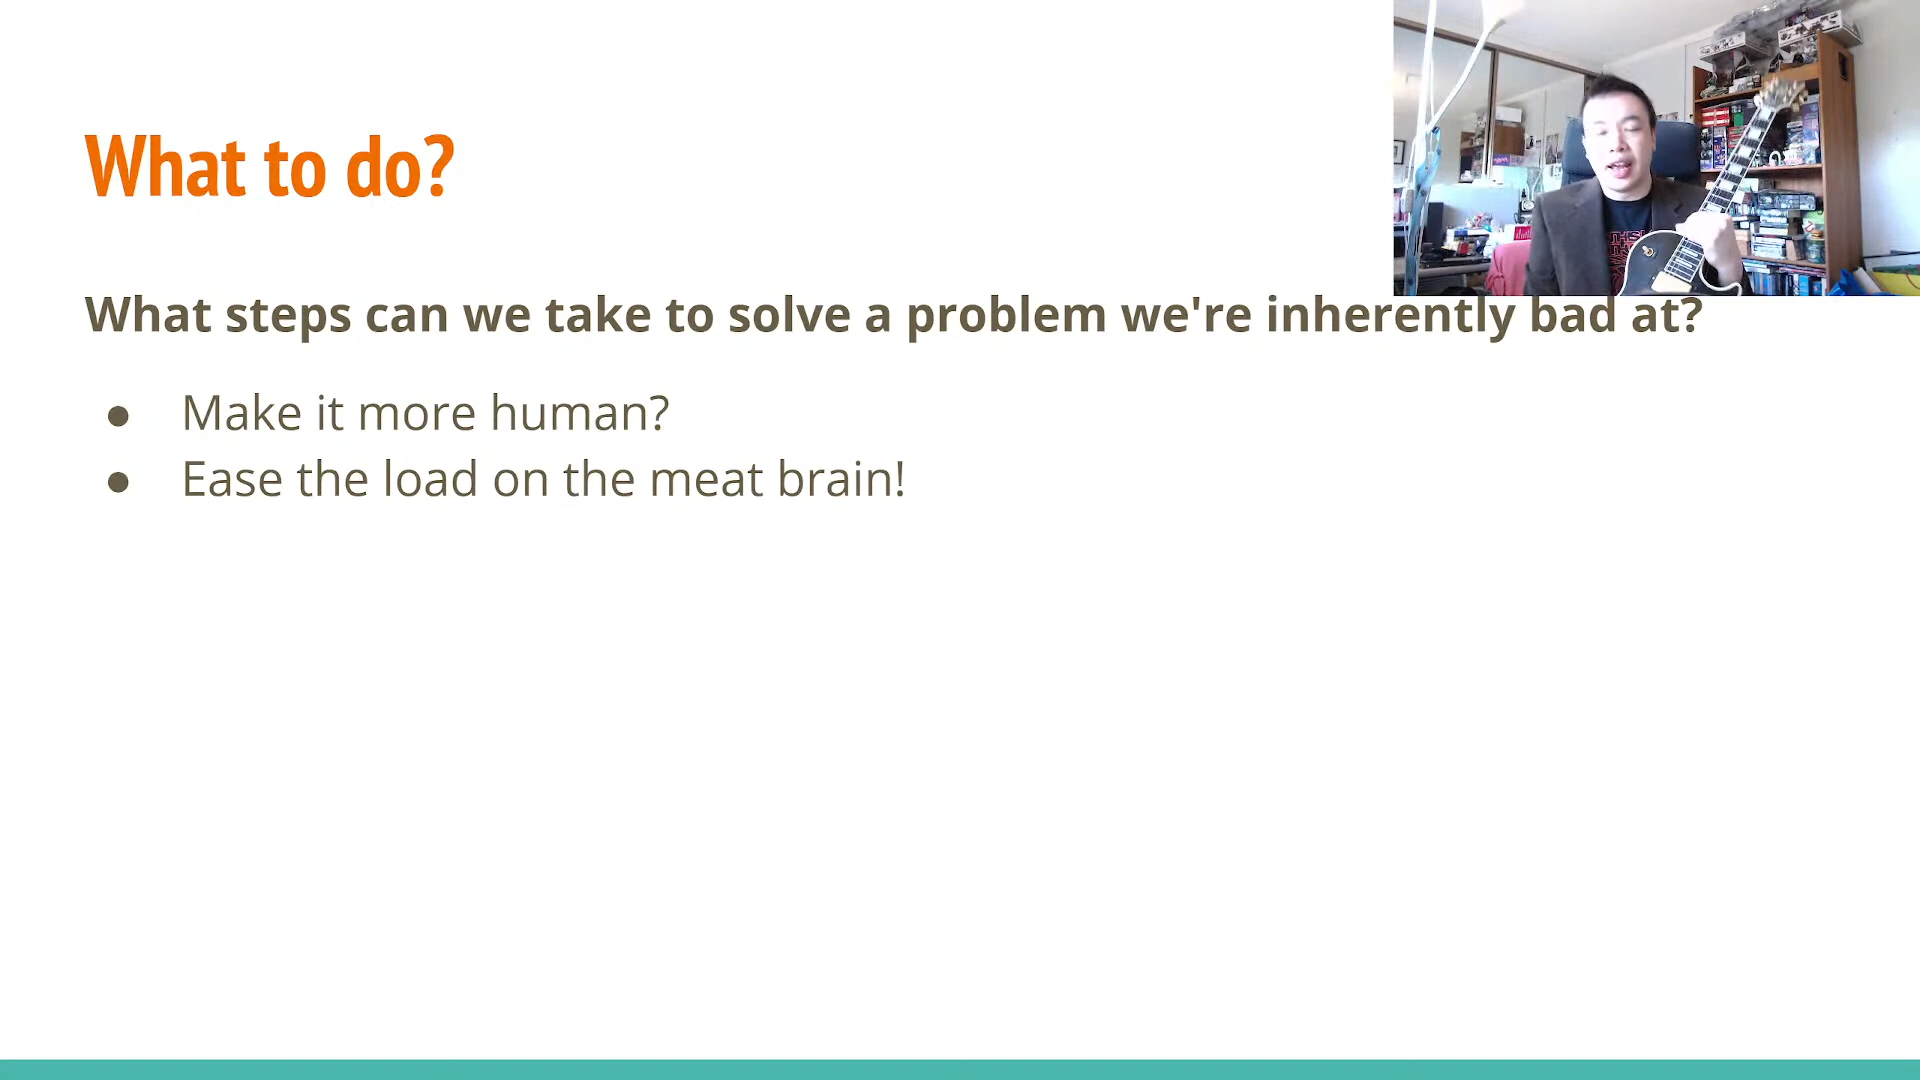 What to do?
What steps can we take to solve a problem we're inherently bad at?
● Make it more human?
● Ease the load on the meat brain!